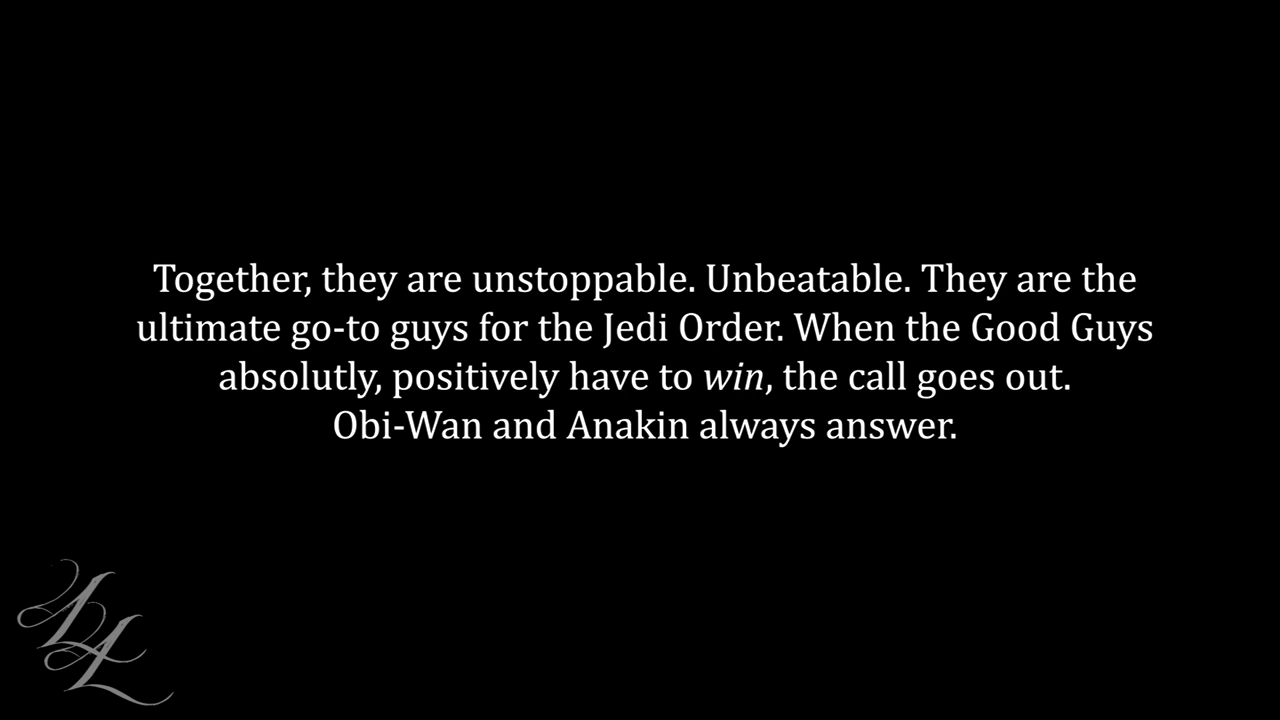 Together, they are unstoppable. Unbeatable. They are the
ultimate go-to guys for the Jedi Order. When the Good Guys
absolutly, positively have to win, the call goes out.
Obi-Wan and Anakin always answer.
LL